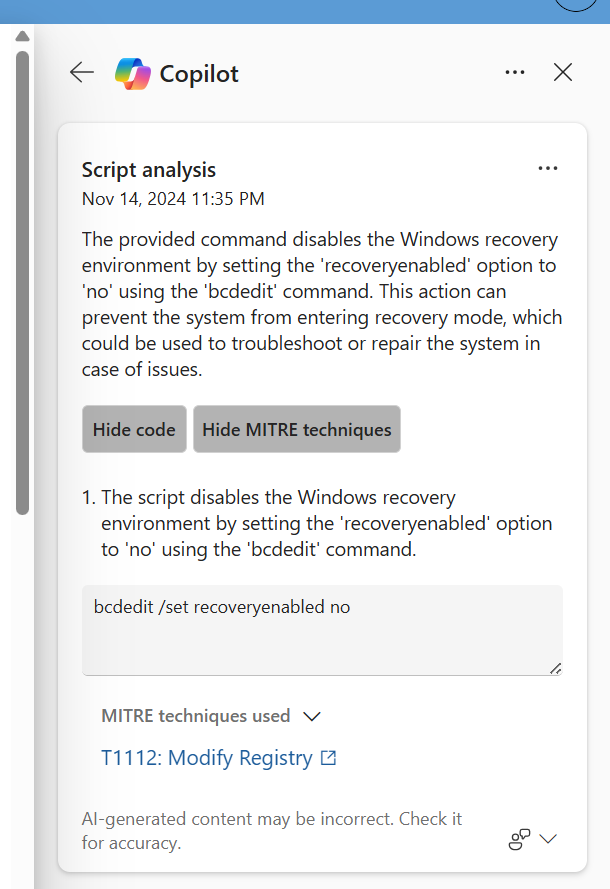 Copilot
Script analysis
Nov 14, 2024 11:35 PM
The provided command disables the Windows recovery
environment by setting the 'recoveryenabled' option to
'no' using the 'bcdedit' command. This action can
prevent the system from entering recovery mode, which
could be used to troubleshoot or repair the system in
case of issues.
Hide code Hide MITRE techniques
1. The script disables the Windows recovery
environment by setting the 'recoveryenabled' option
to 'no' using the 'bcdedit' command.
bcdedit /set recoveryenabled no
MITRE techniques used
T1112: Modify Registry
AI-generated content may be incorrect. Check it
for accuracy.